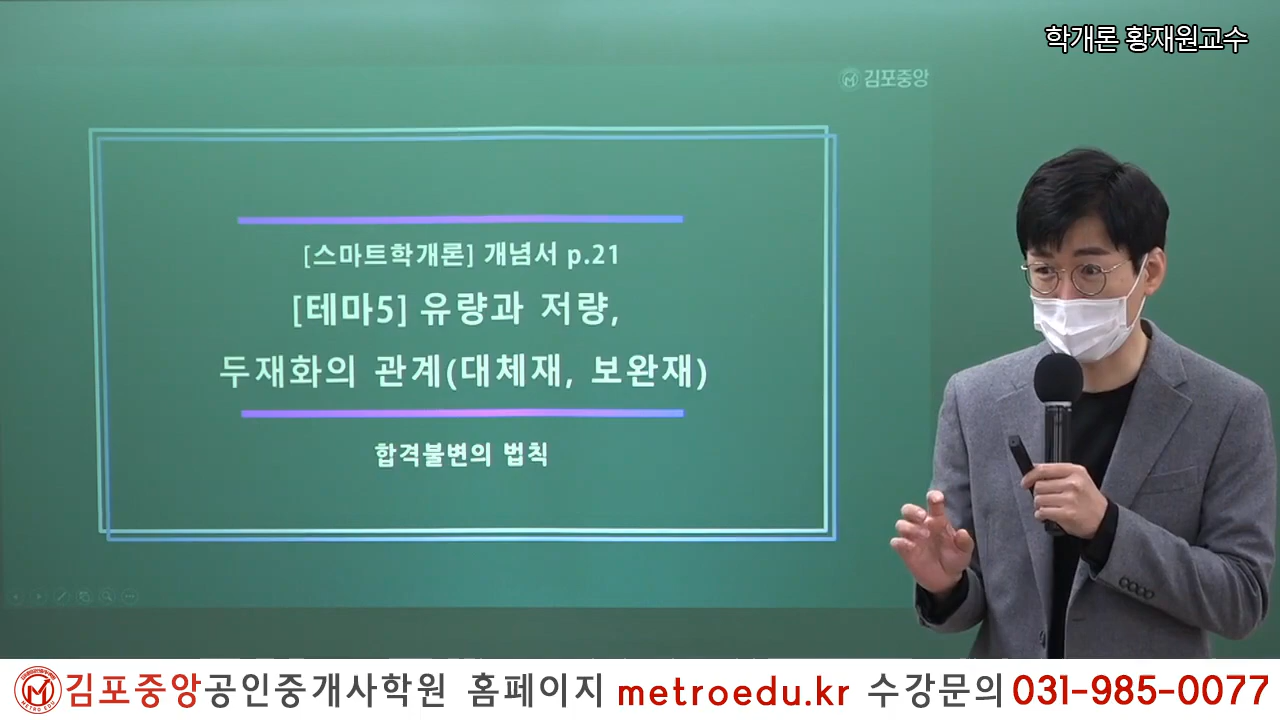 학개론 황재원교수
김포중앙
[스마트학개론] 개념서 p.21
[테마5] 유량과 저량,
두재화의 관계(대체재, 보완재)
합격불변의 법칙
METRO EDU
김포중앙공인중개사학원 홈페이지 metroedu.kr 수강문의 031-985-0077